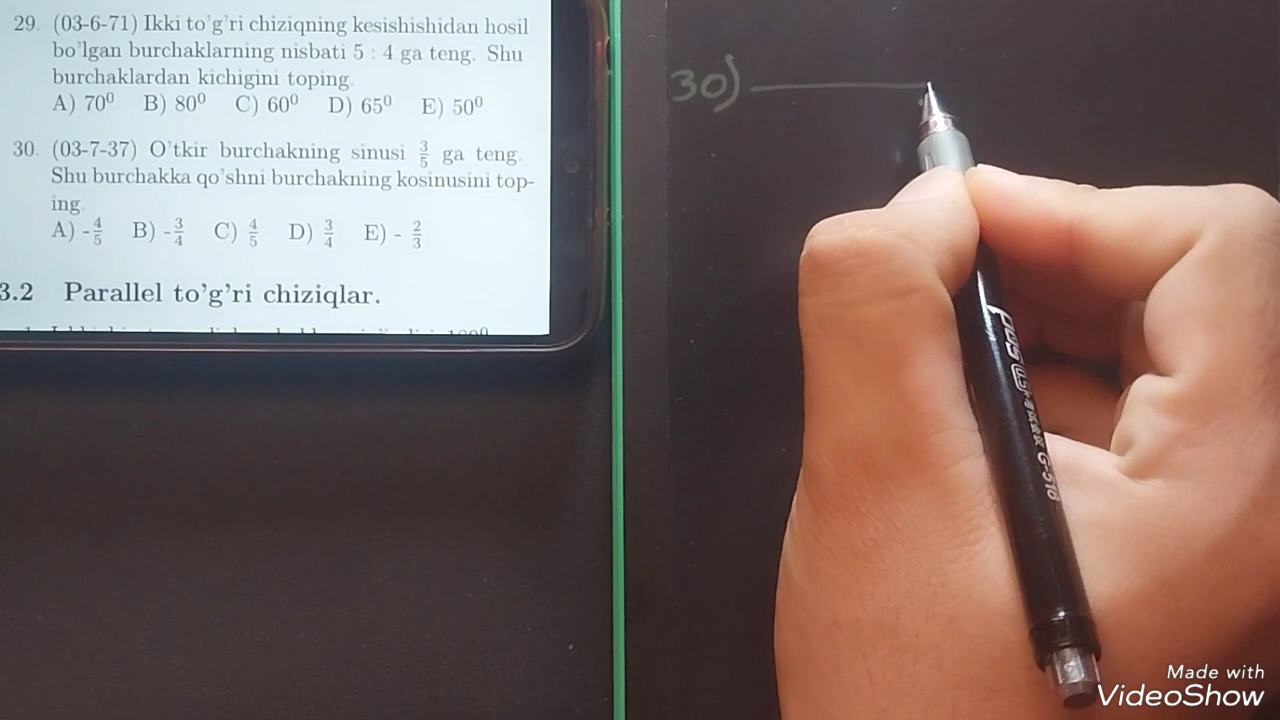 29. (03-6-71) Ikki to'g'ri chiziqning kesishishidan hosil
bo'lgan burchaklarning nisbati 5 : 4 ga teng. Shu
burchaklardan kichigini toping.
A) 70⁰ B) 80⁰ C) 60⁰ D) 65⁰ E) 50⁰
30. (03-7-37) O'tkir burchakning sinusi 3/5 ga teng.
Shu burchakka qo'shni burchakning kosinusini top-
ing.
A) -4/5 B) -3/4 C) 4/5 D) 3/4 E) - 2/3
3.2 Parallel to'g'ri chiziqlar.
30)
G-518
Made with
VideoShow